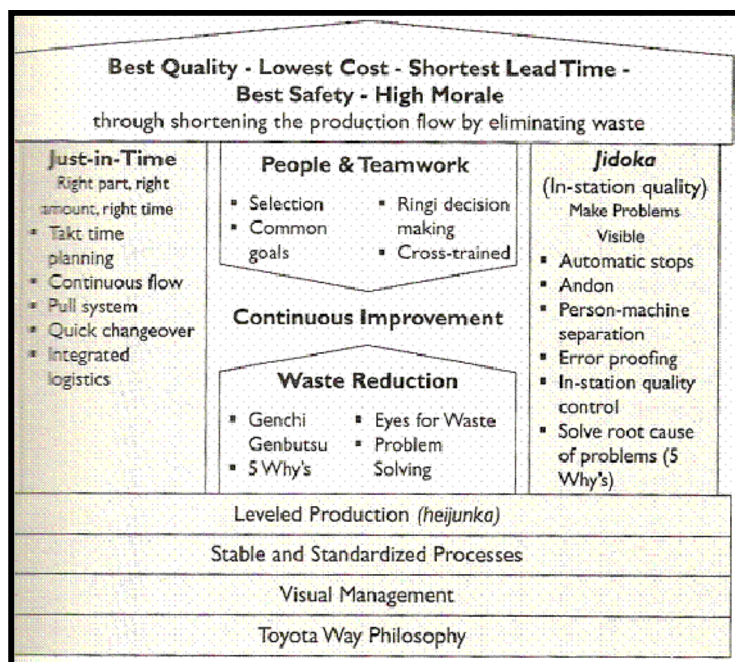 Best Quality - Lowest Cost - Shortest Lead Time -
Best Safety - High Morale
through shortening the production flow by eliminating waste
Just-in-Time
Right part, right
amount, right time
▪ Takt time
planning
▪ Continuous flow
▪ Pull system
▪ Quick changeover
▪ Integrated
logistics
People & Teamwork
▪ Selection
▪ Common
goals
▪ Ringi decision
making
▪ Cross-trained
Continuous Improvement
Waste Reduction
▪ Genchi
Genbutsu
▪ 5 Why's
▪ Eyes for Waste
▪ Problem
Solving
Jidoka
(In-station quality)
Make Problems
Visible
▪ Automatic stops
▪ Andon
▪ Person-machine
separation
▪ Error proofing
▪ In-station quality
control
▪ Solve root cause
of problems (5
Why's)
Leveled Production (heijunka)
Stable and Standardized Processes
Visual Management
Toyota Way Philosophy